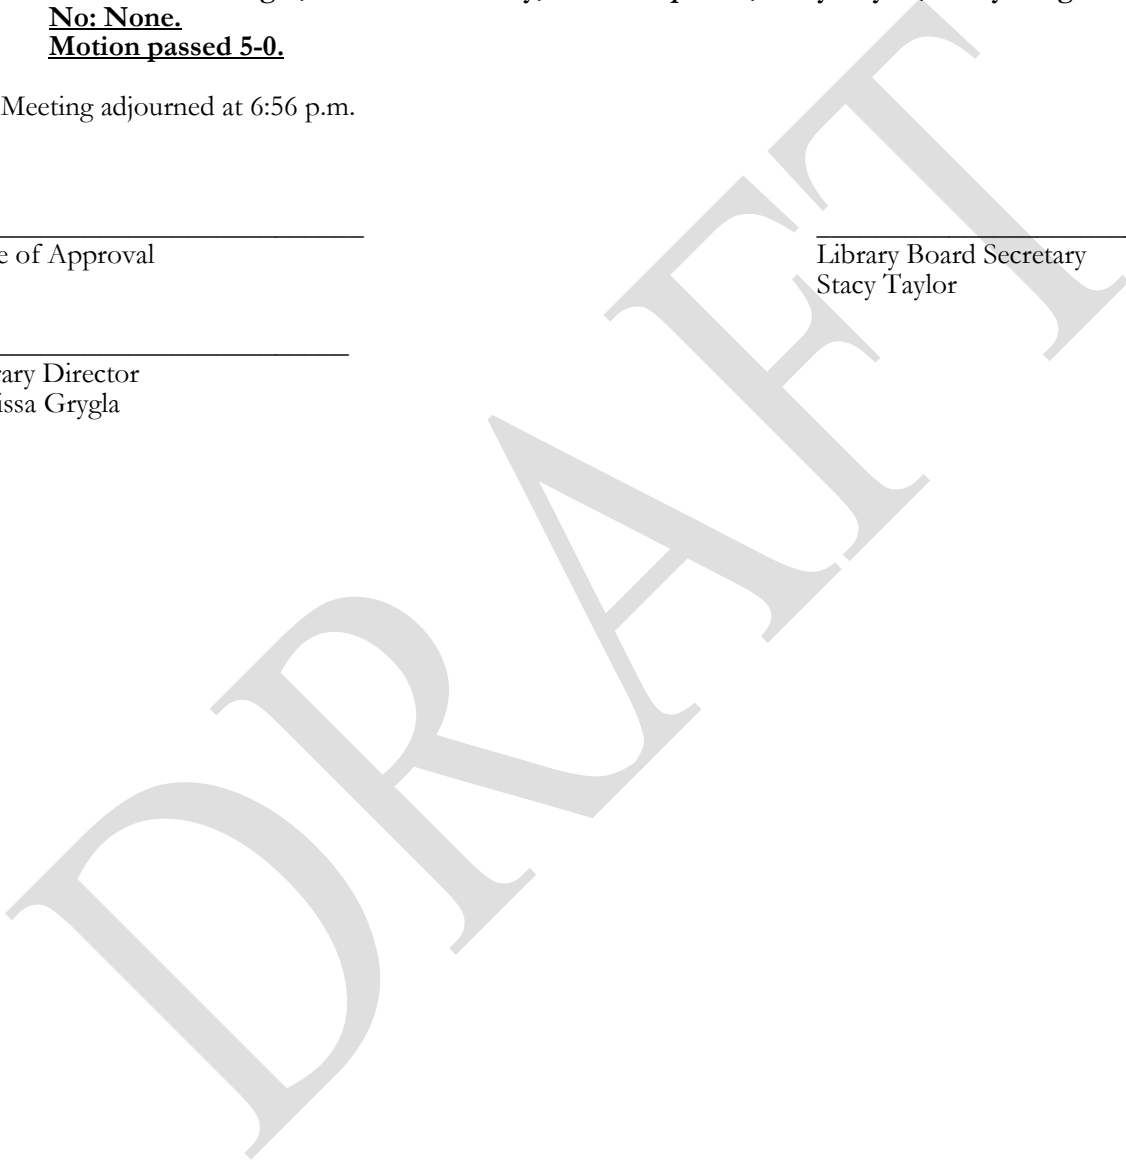 No: None.
Motion passed 5-0.
Meeting adjourned at 6:56 p.m.
e of Approval
Library Board Secretary
Stacy Taylor
ary Director
issa Grygla
DRAFT